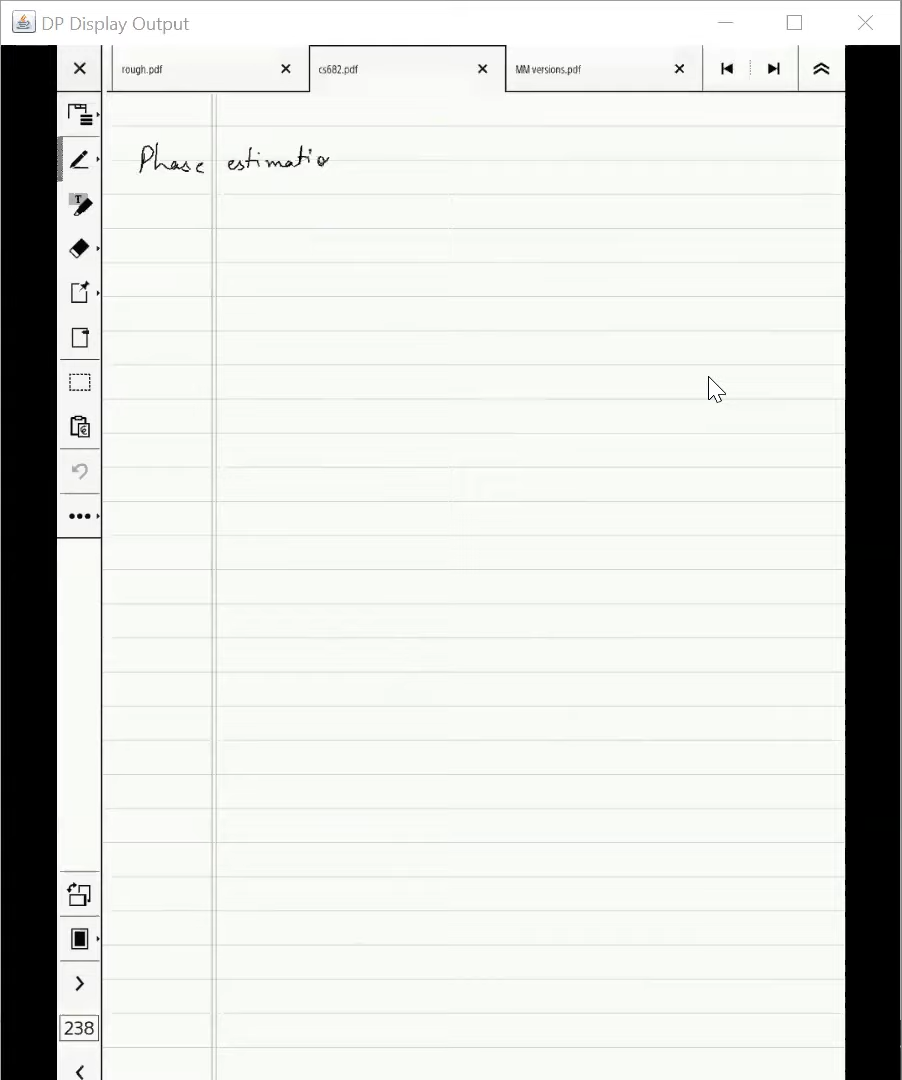 DP Display Output
rough.pdf cs682.pdf MM versions.pdf
Phase estimatio
T
238